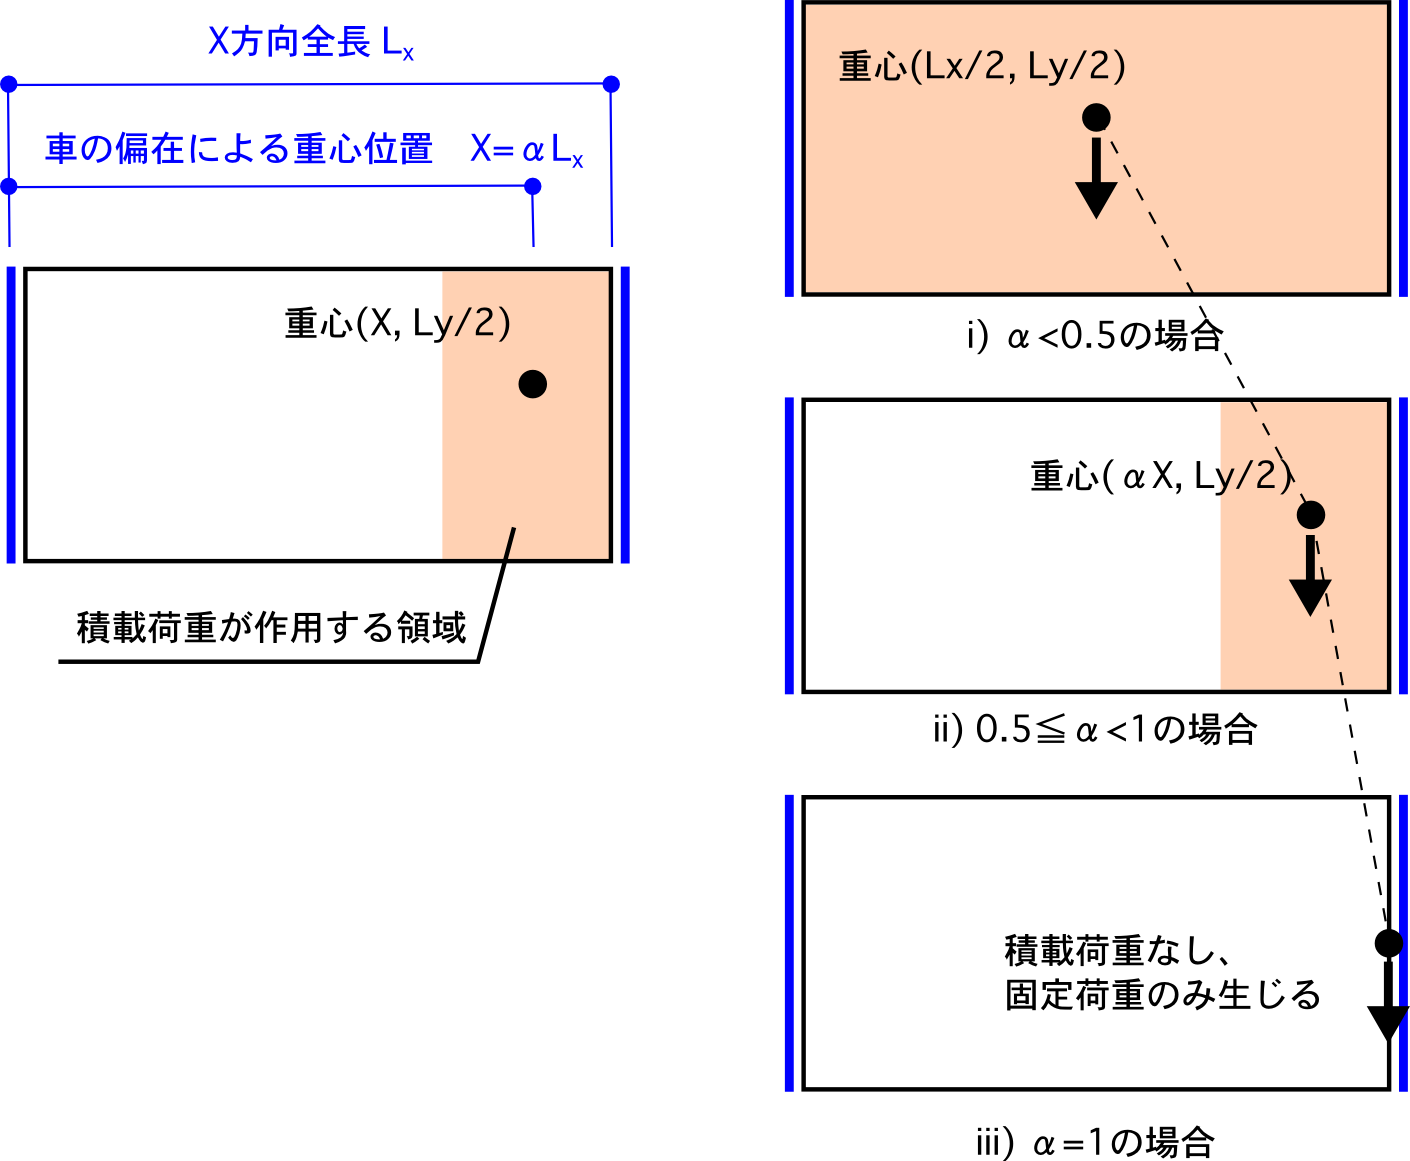 X方向全長 Lx
車の偏在による重心位置　X=αLx
重心(X, Ly/2)
積載荷重が作用する領域
重心(Lx/2, Ly/2)
i) α<0.5の場合
重心(αX, Ly/2)
ii) 0.5≦α<1の場合
積載荷重なし、
固定荷重のみ生じる
iii) α=1の場合